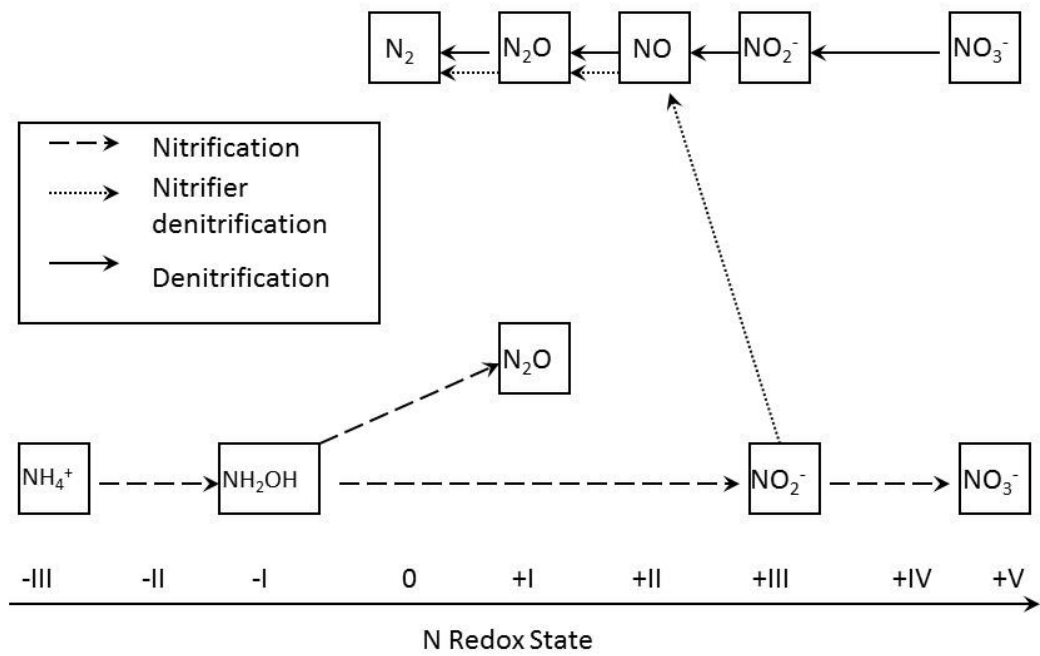 N₂ N₂O NO NO₂⁻ NO₃⁻
Nitrification
Nitrifier
denitrification
Denitrification
N₂O
NH₄⁺ NH₂OH NO₂⁻ NO₃⁻
-III -II -I 0 +I +II +III +IV +V
N Redox State